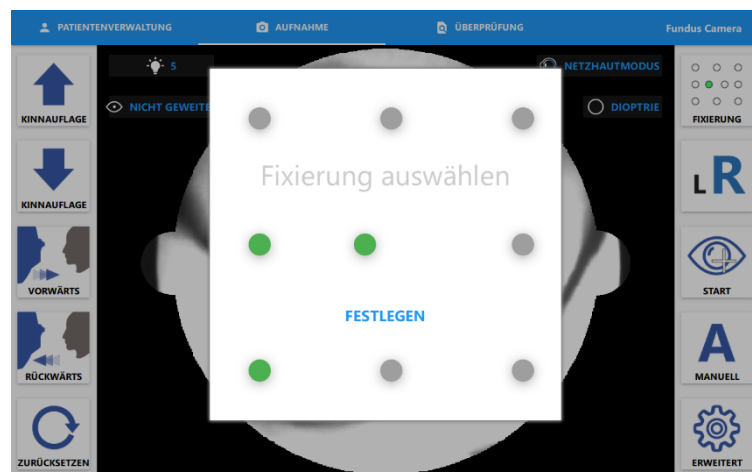 PATIENTENVERWALTUNG
AUFNAHME
ÜBERPRÜFUNG
Fundus Camera
5
NETZHAUTMODUS
NICHT GEWEITE
DIOPTRIE
KINNAUFLAGE
FIXIERUNG
Fixierung auswählen
KINNAUFLAGE
L R
VORWÄRTS
START
FESTLEGEN
RÜCKWÄRTS
A
MANUELL
ZURÜCKSETZEN
ERWEITERT